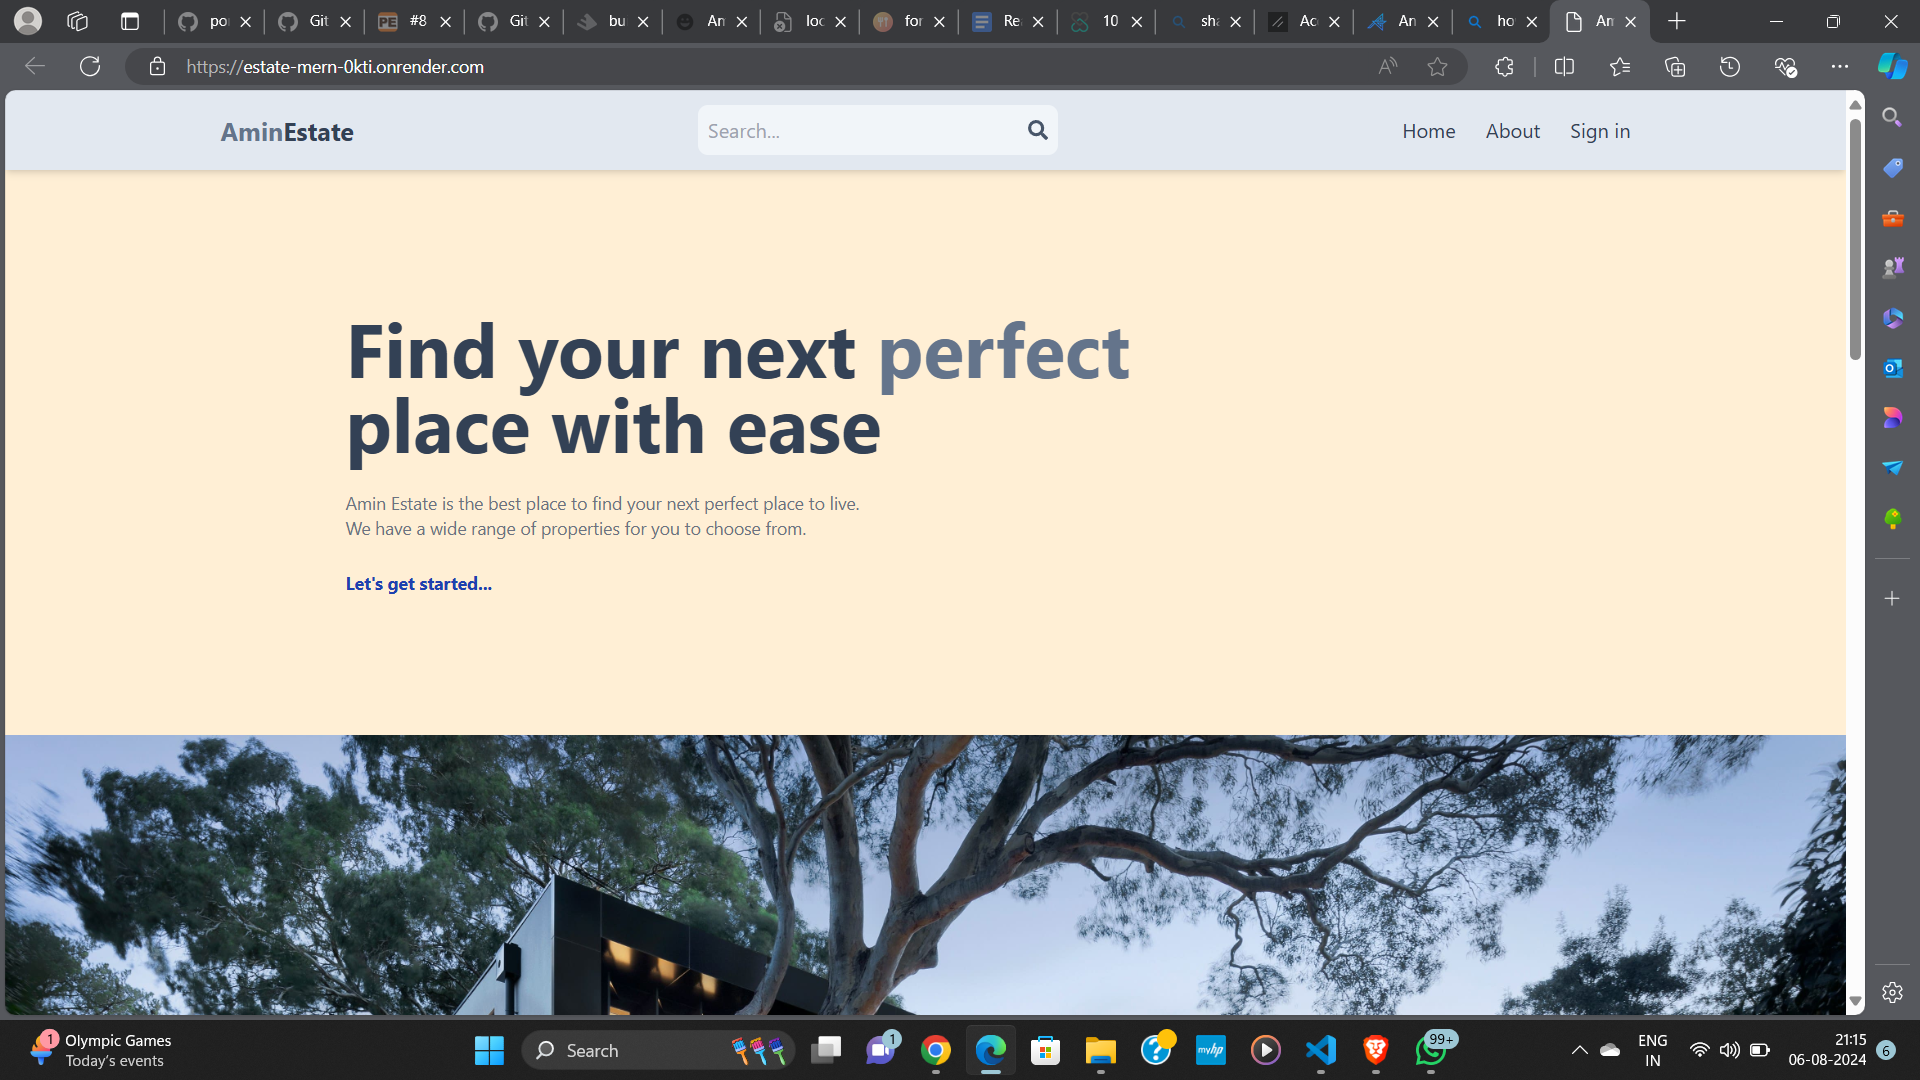 po
Git
#8
Git
bu
An
loc
for
Re
10
sha
Ac
An
ho
An
https://estate-mern-0kti.onrender.com
AminEstate
Search...
Home
About
Sign in
Find your next perfect
place with ease
Amin Estate is the best place to find your next perfect place to live.
We have a wide range of properties for you to choose from.
Let's get started...
1
Olympic Games
Today's events
Search
1
myhp
99+
ENG
IN
21:15
06-08-2024
6